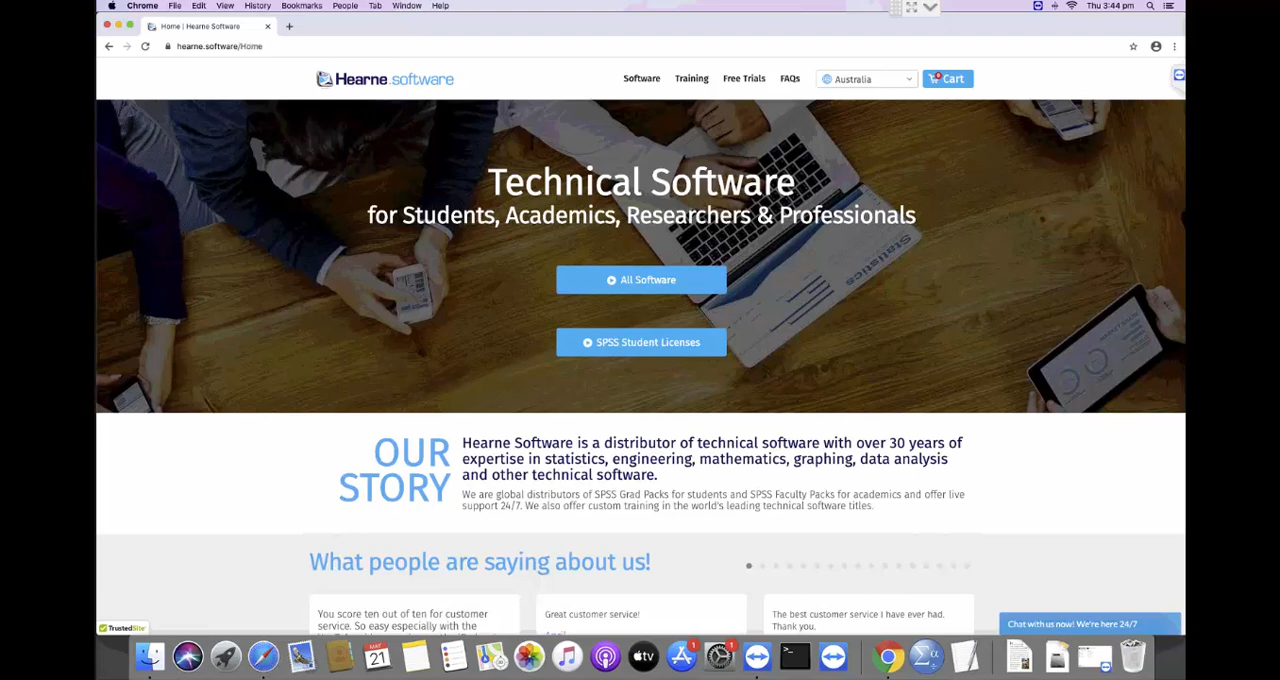 Chrome File Edit View History Bookmarks People Tab Window Help Thu 3:44 pm
Home | Hearne Software
hearne.software/Home
Hearne.software Software Training Free Trials FAQs Australia 0 Cart
Technical Software
for Students, Academics, Researchers & Professionals
Statistics
All Software
SPSS Student Licenses
OUR
STORY
Hearne Software is a distributor of technical software with over 30 years of
expertise in statistics, engineering, mathematics, graphing, data analysis
and other technical software.
We are global distributors of SPSS Grad Packs for students and SPSS Faculty Packs for academics and offer live
support 24/7. We also offer custom training in the world's leading technical software titles.
What people are saying about us!
You score ten out of ten for customer
service. So easy especially with the
Great customer service!
The best customer service I have ever had.
Thank you.
TrustedSite
Chat with us now! We're here 24/7
MAY
21
tv
1
1